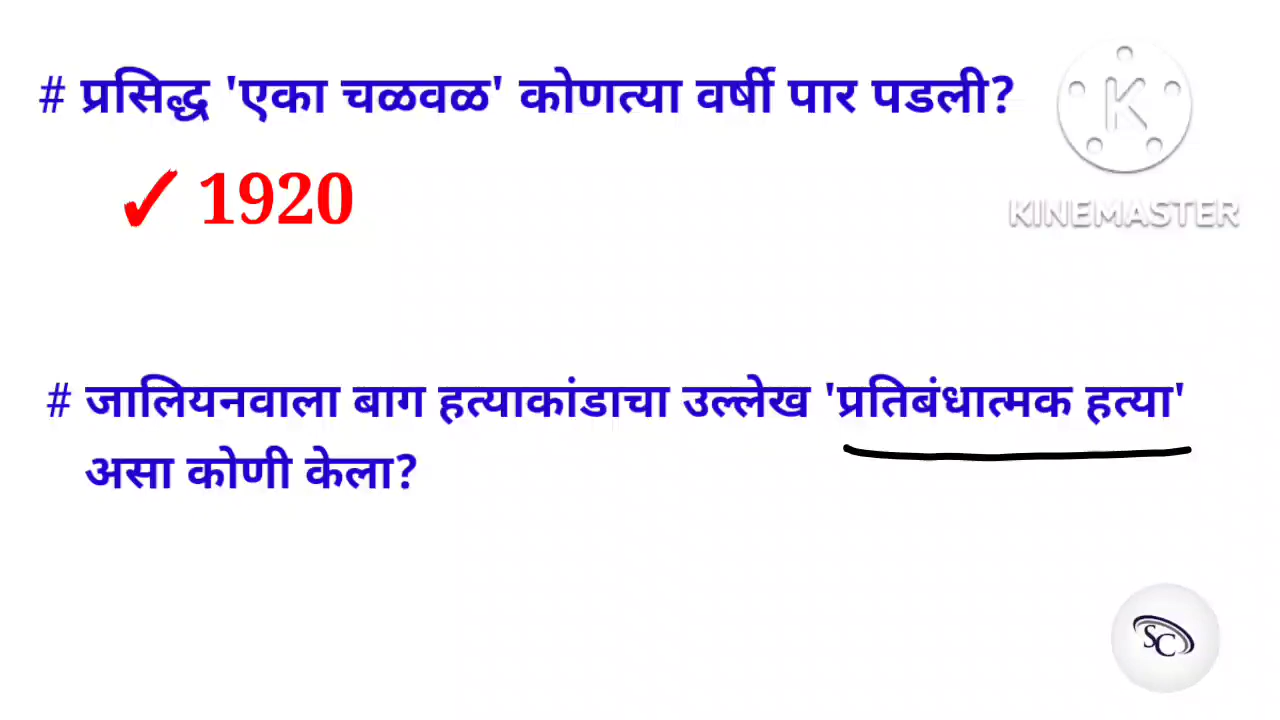 # प्रसिद्ध 'एका चळवळ' कोणत्या वर्षी पार पडली?
K
KINEMASTER
✓ 1920
# जालियनवाला बाग हत्याकांडाचा उल्लेख 'प्रतिबंधात्मक हत्या'
असा कोणी केला?
SC